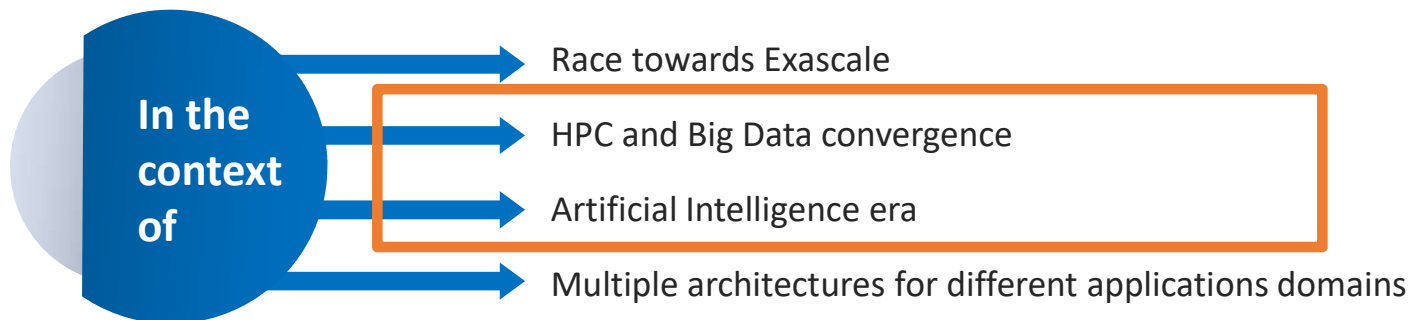 In the
context
of
Race towards Exascale
HPC and Big Data convergence
Artificial Intelligence era
Multiple architectures for different applications domains